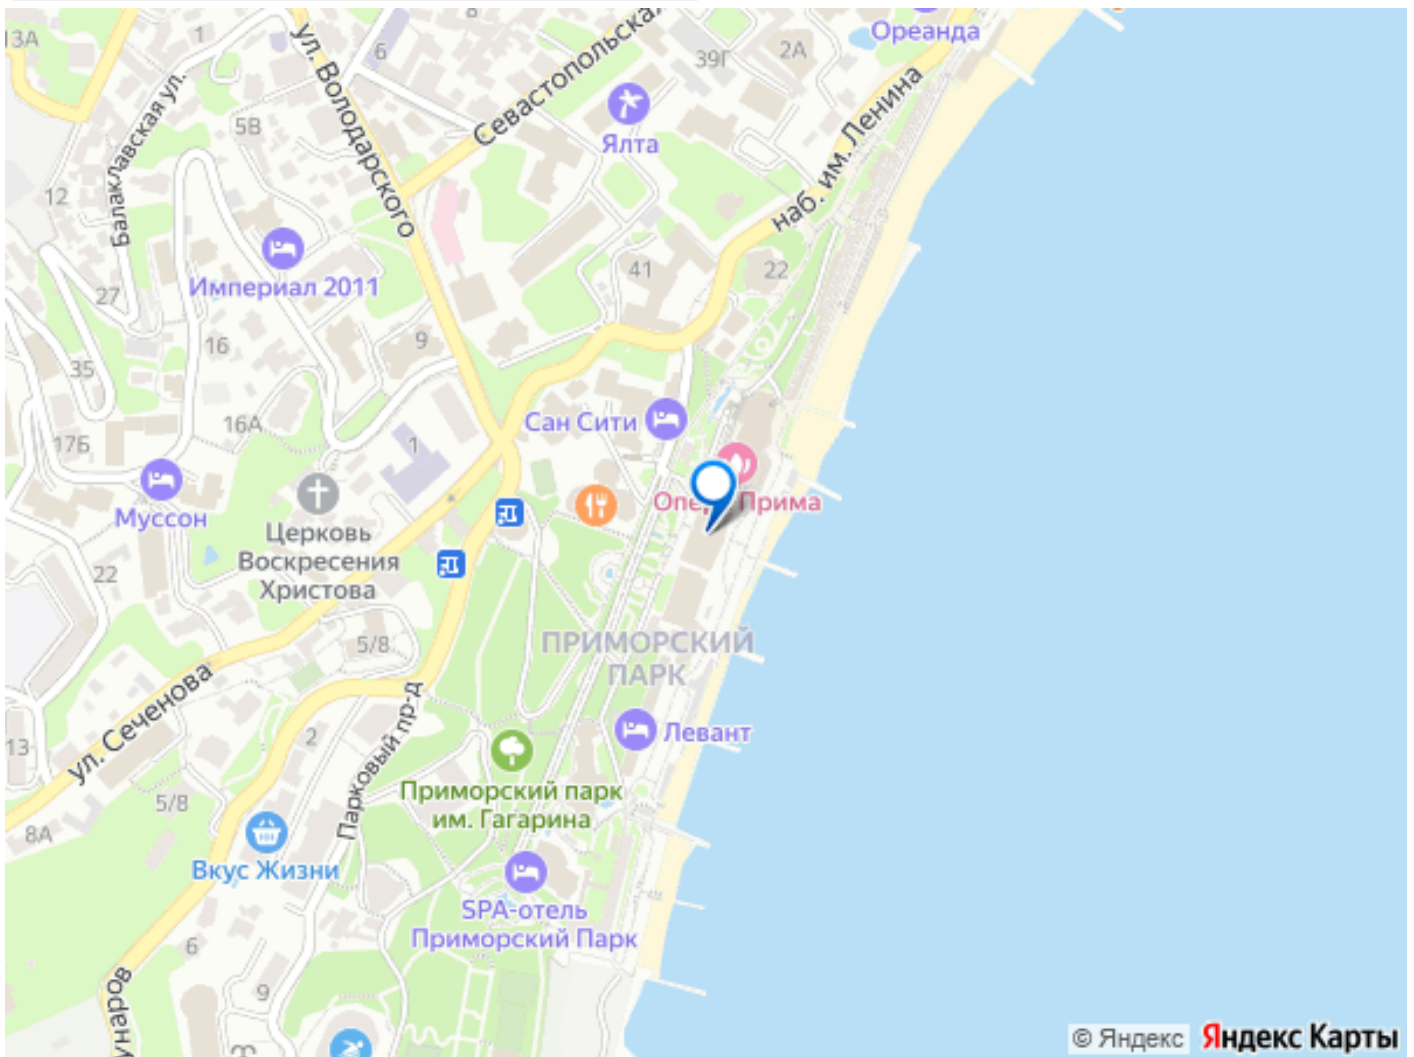 13А
1
6
ул. Володарского
Севастопольская
39Г
2А
Ореанда
Балаклавская ул.
5В
Ялта
наб. им. Ленина
12
Империал 2011
27
41
22
16
9
35
16А
17Б
1
Сан Сити
Муссон
Церковь
Воскресения
Христова
Прима
22
5/8
ПРИМОРСКИЙ
ПАРК
ул. Сеченова
13
2
Парковый пр-д
Левант
Приморский парк
им. Гагарина
5/8
8А
Вкус Жизни
SPA-отель
Приморский Парк
6
9
© Яндекс
Яндекс Карты